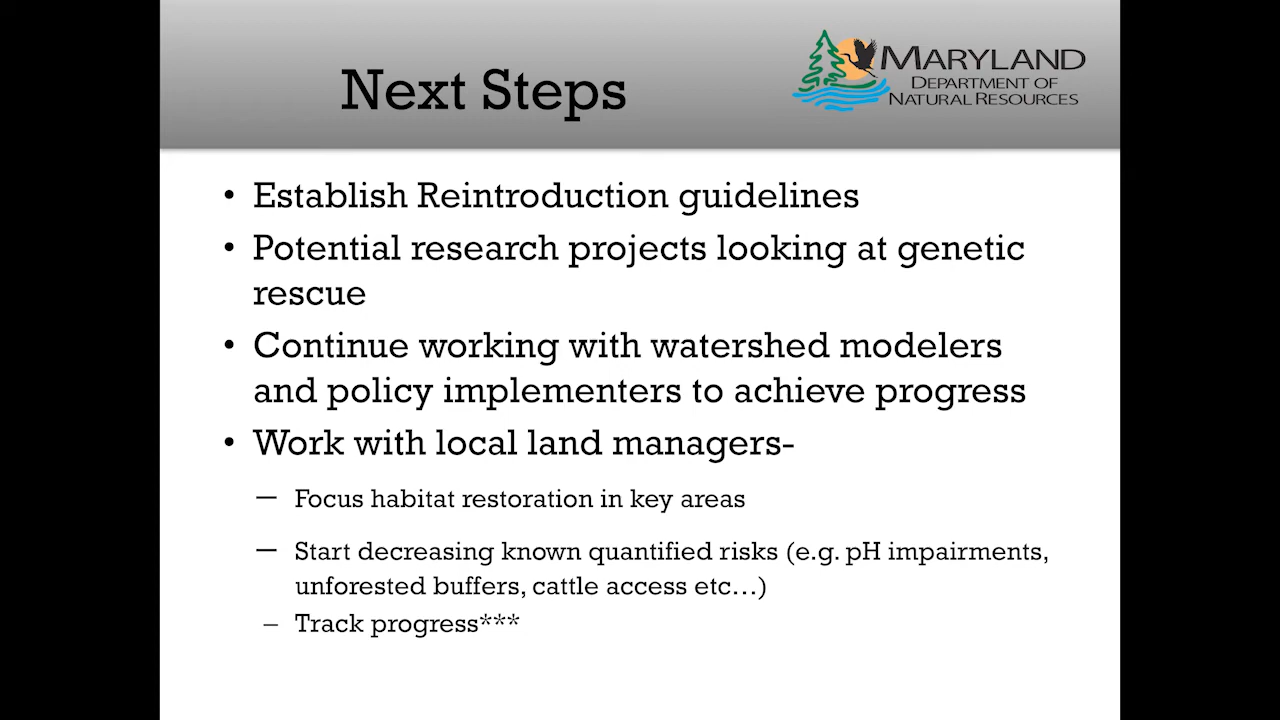 Next Steps
MARYLAND
DEPARTMENT OF
NATURAL RESOURCES
• Establish Reintroduction guidelines
• Potential research projects looking at genetic
rescue
• Continue working with watershed modelers
and policy implementers to achieve progress
• Work with local land managers-
– Focus habitat restoration in key areas
– Start decreasing known quantified risks (e.g. pH impairments,
unforested buffers, cattle access etc...)
– Track progress***